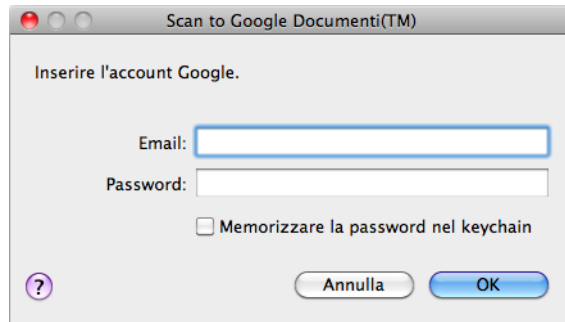 Scan to Google Documenti(TM)
Inserire l'account Google.
Email:
Password:
Memorizzare la password nel keychain
?
Annulla
OK